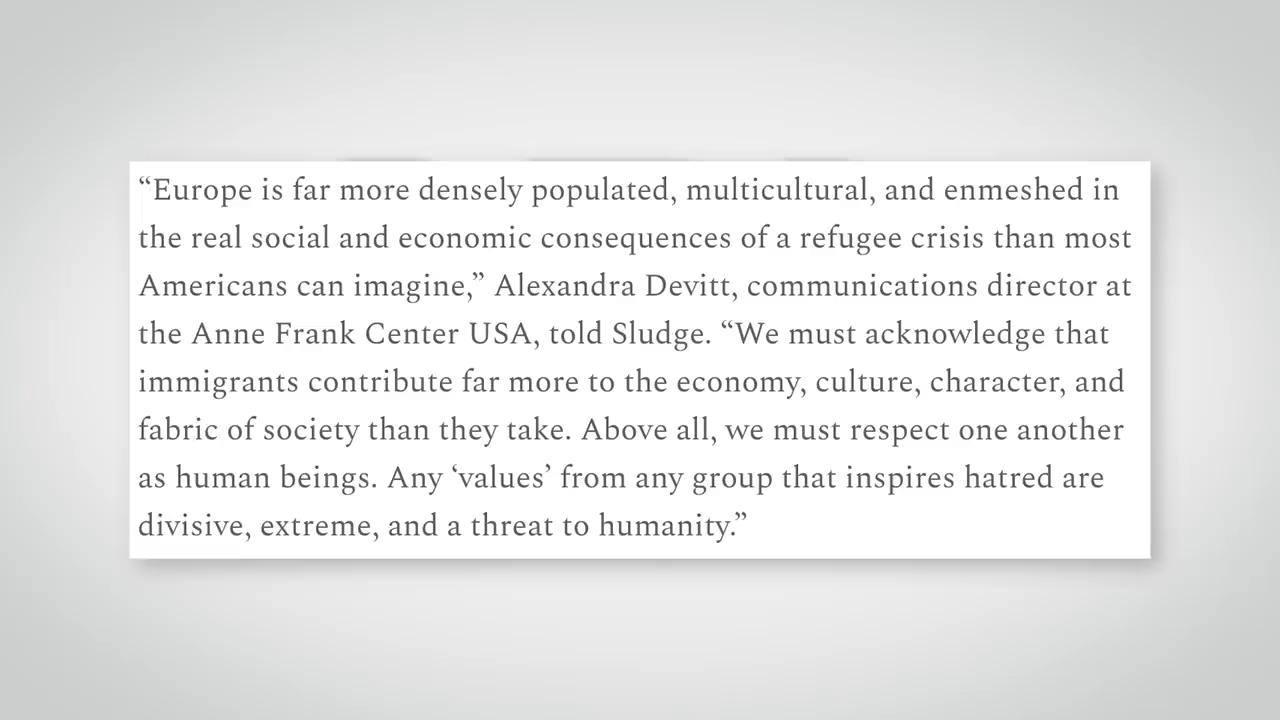 “Europe is far more densely populated, multicultural, and enmeshed in
the real social and economic consequences of a refugee crisis than most
Americans can imagine,” Alexandra Devitt, communications director at
the Anne Frank Center USA, told Sludge. “We must acknowledge that
immigrants contribute far more to the economy, culture, character, and
fabric of society than they take. Above all, we must respect one another
as human beings. Any ‘values’ from any group that inspires hatred are
divisive, extreme, and a threat to humanity.”